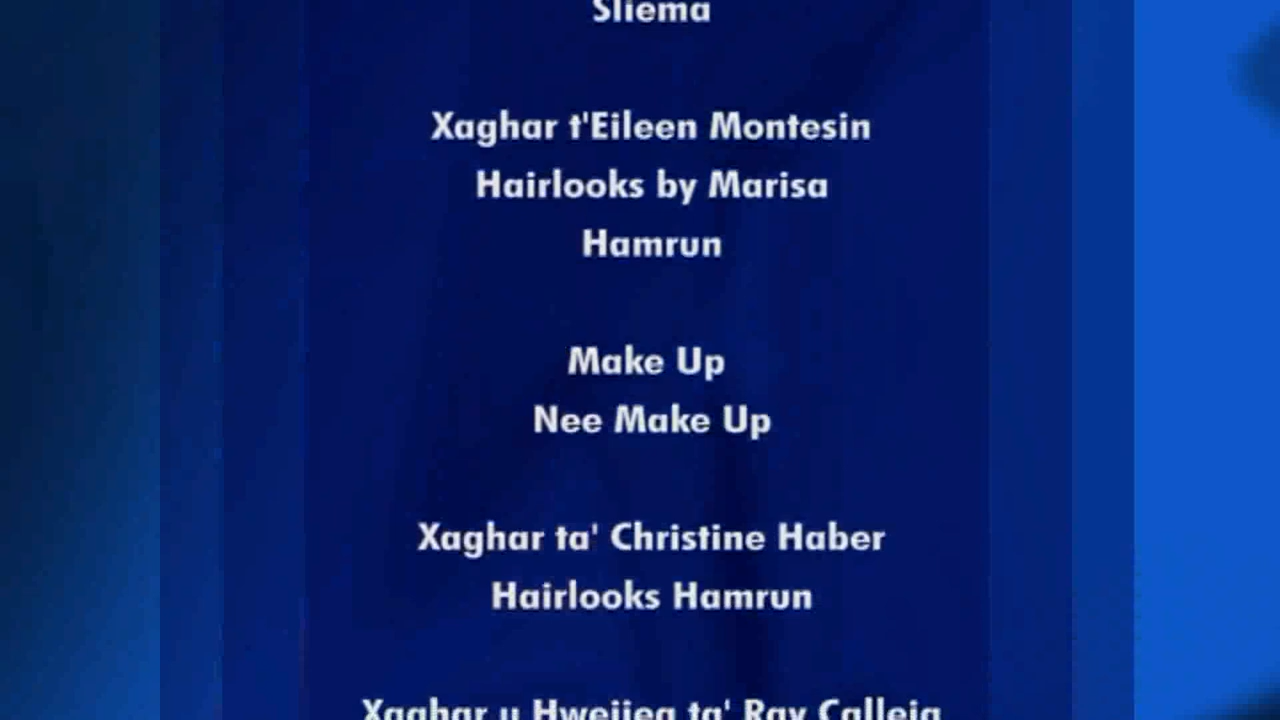 Sliema
Xaghar t'Eileen Montesin
Hairlooks by Marisa
Hamrun
Make Up
Nee Make Up
Xaghar ta' Christine Haber
Hairlooks Hamrun
Xaghar u Hwejjeg ta' Ray Calleja